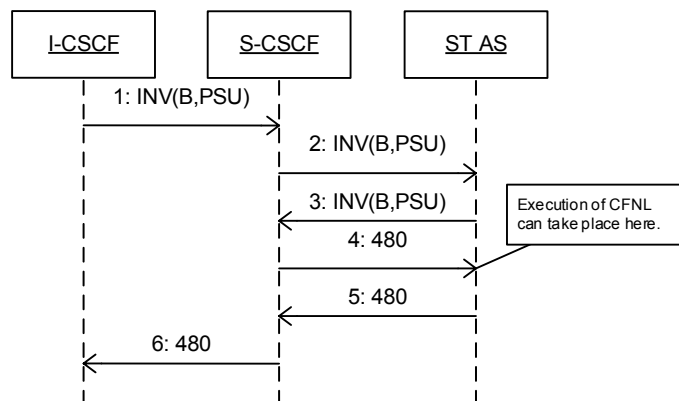 I-CSCF
S-CSCF
ST AS
1: INV(B,PSU)
2: INV(B,PSU)
3: INV(B,PSU)
Execution of CFNL
can take place here.
4: 480
5: 480
6: 480